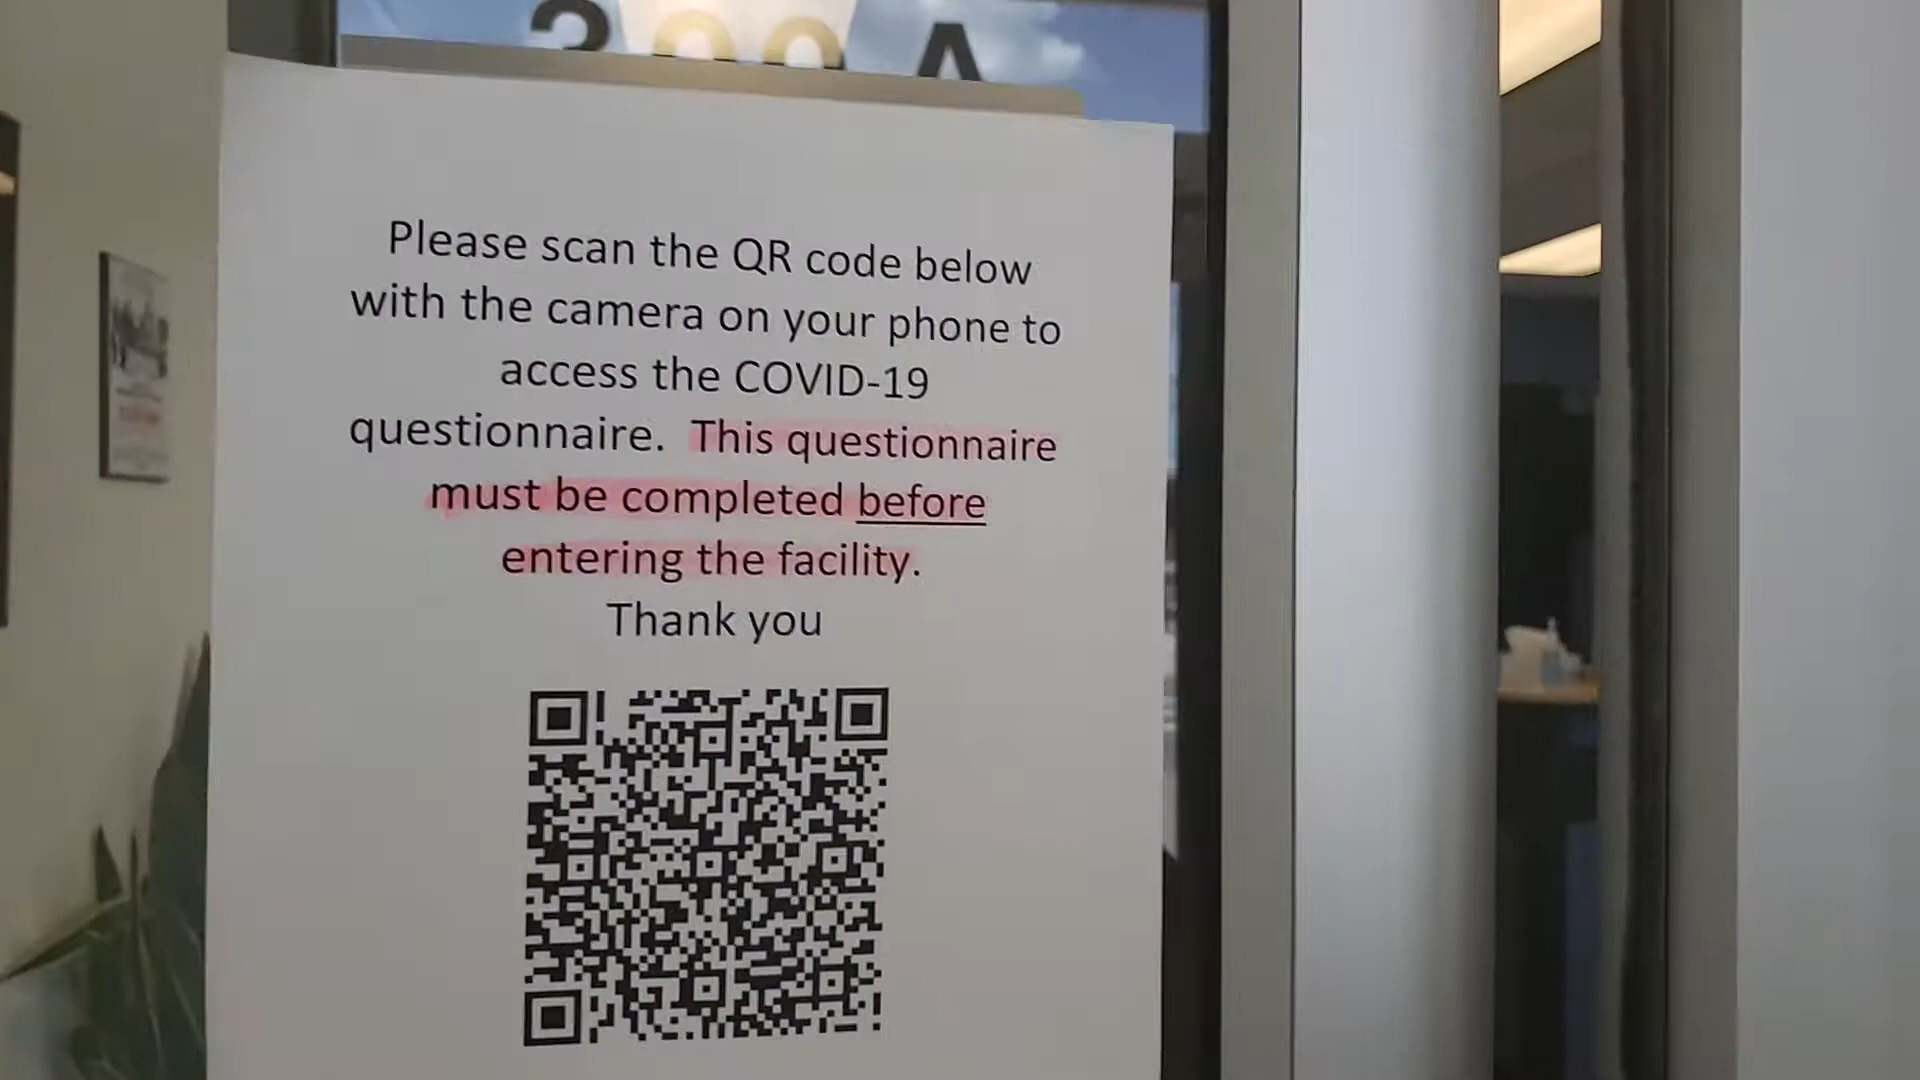 Please scan the QR code below
with the camera on your phone to
access the COVID-19
questionnaire. This questionnaire
must be completed before
entering the facility.
Thank you